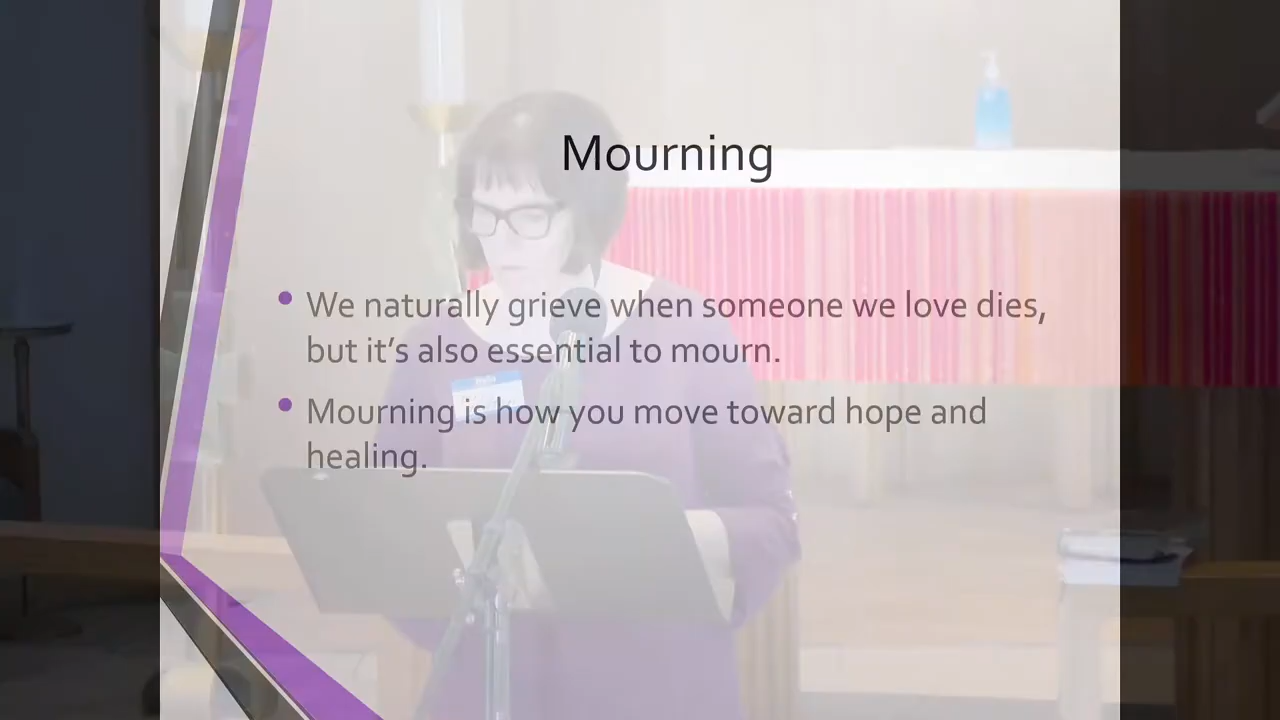 Mourning
• We naturally grieve when someone we love dies,
but it’s also essential to mourn.
• Mourning is how you move toward hope and
healing.